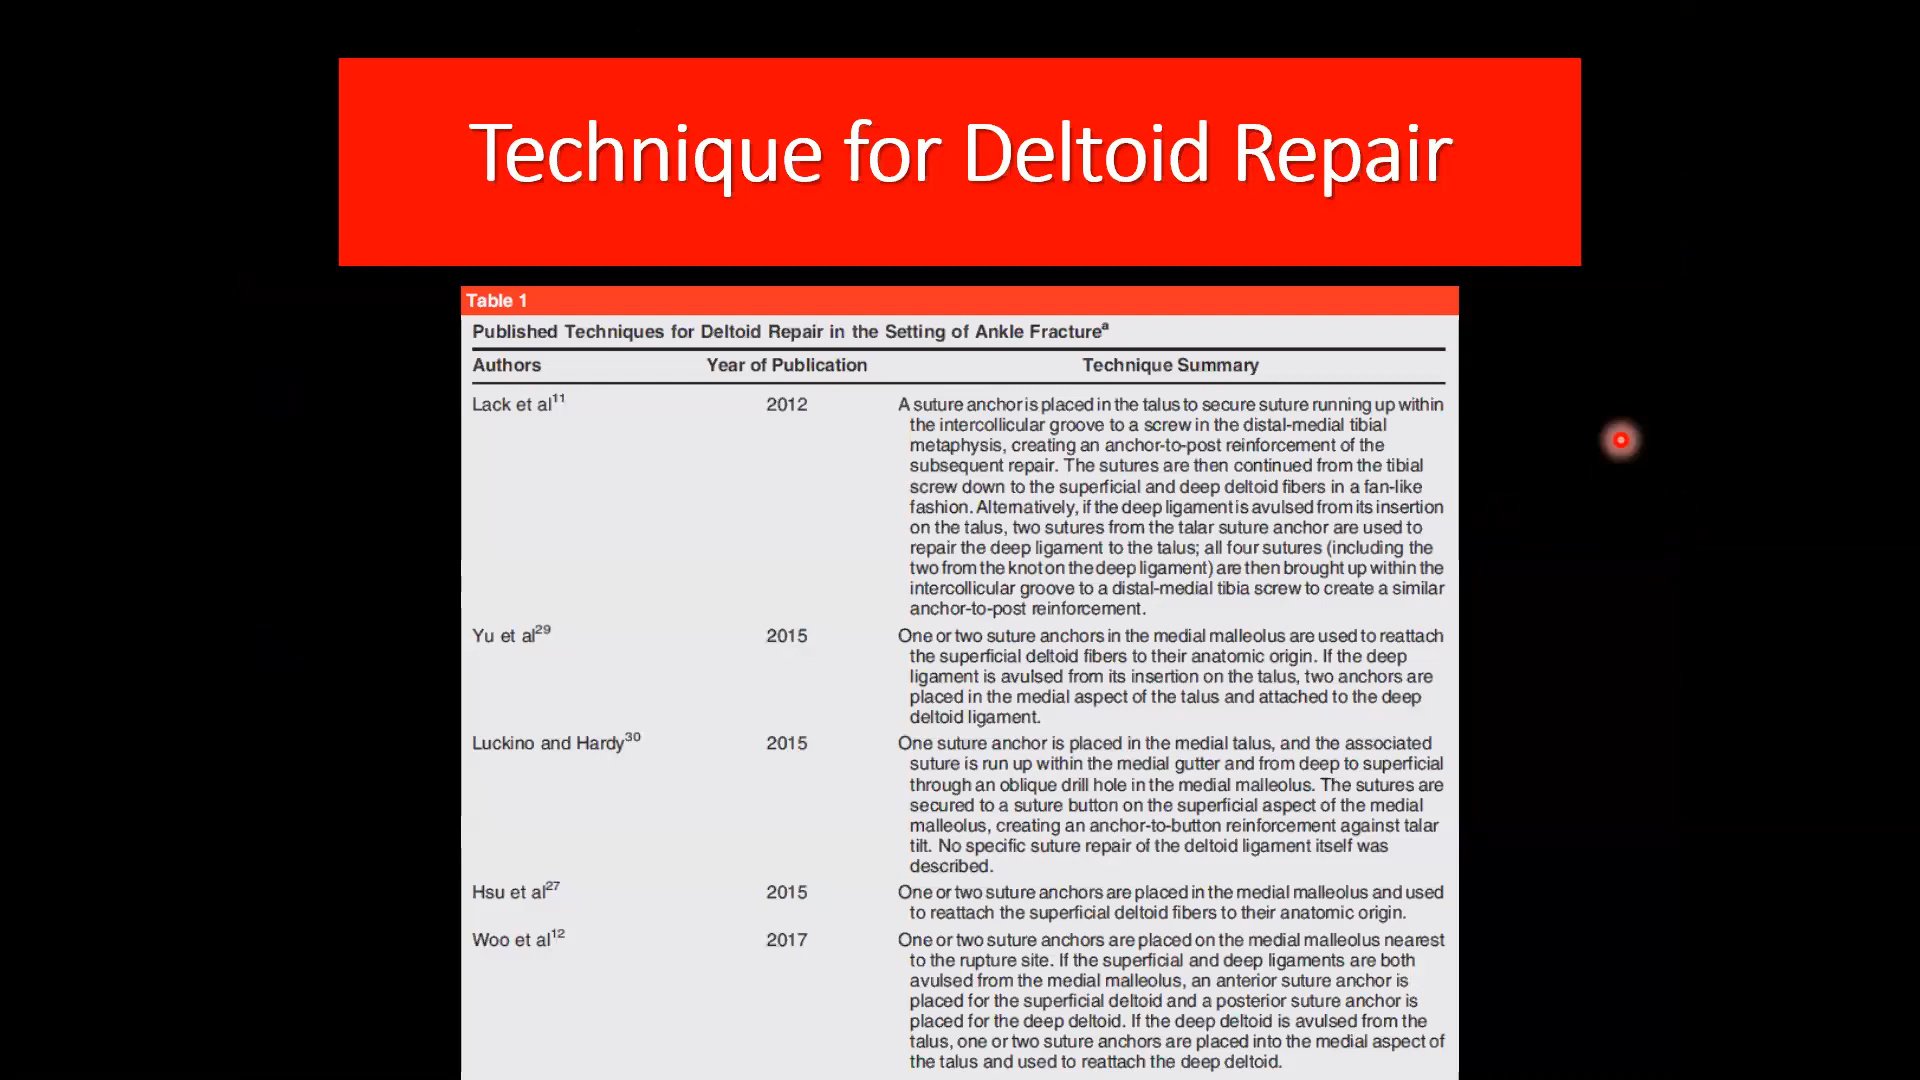 Technique for Deltoid Repair
Table 1
Published Techniques for Deltoid Repair in the Setting of Ankle Fractureᵃ
Authors Year of Publication Technique Summary
Lack et al¹¹ 2012 A suture anchor is placed in the talus to secure suture running up within
the intercollicular groove to a screw in the distal-medial tibial
metaphysis, creating an anchor-to-post reinforcement of the
subsequent repair. The sutures are then continued from the tibial
screw down to the superficial and deep deltoid fibers in a fan-like
fashion. Alternatively, if the deep ligament is avulsed from its insertion
on the talus, two sutures from the talar suture anchor are used to
repair the deep ligament to the talus; all four sutures (including the
two from the knot on the deep ligament) are then brought up within the
intercollicular groove to a distal-medial tibia screw to create a similar
anchor-to-post reinforcement.
Yu et al²⁹ 2015 One or two suture anchors in the medial malleolus are used to reattach
the superficial deltoid fibers to their anatomic origin. If the deep
ligament is avulsed from its insertion on the talus, two anchors are
placed in the medial aspect of the talus and attached to the deep
deltoid ligament.
Luckino and Hardy³⁰ 2015 One suture anchor is placed in the medial talus, and the associated
suture is run up within the medial gutter and from deep to superficial
through an oblique drill hole in the medial malleolus. The sutures are
secured to a suture button on the superficial aspect of the medial
malleolus, creating an anchor-to-button reinforcement against talar
tilt. No specific suture repair of the deltoid ligament itself was
described.
Hsu et al²⁷ 2015 One or two suture anchors are placed in the medial malleolus and used
to reattach the superficial deltoid fibers to their anatomic origin.
Woo et al¹² 2017 One or two suture anchors are placed on the medial malleolus nearest
to the rupture site. If the superficial and deep ligaments are both
avulsed from the medial malleolus, an anterior suture anchor is
placed for the superficial deltoid and a posterior suture anchor is
placed for the deep deltoid. If the deep deltoid is avulsed from the
talus, one or two suture anchors are placed into the medial aspect of
the talus and used to reattach the deep deltoid.